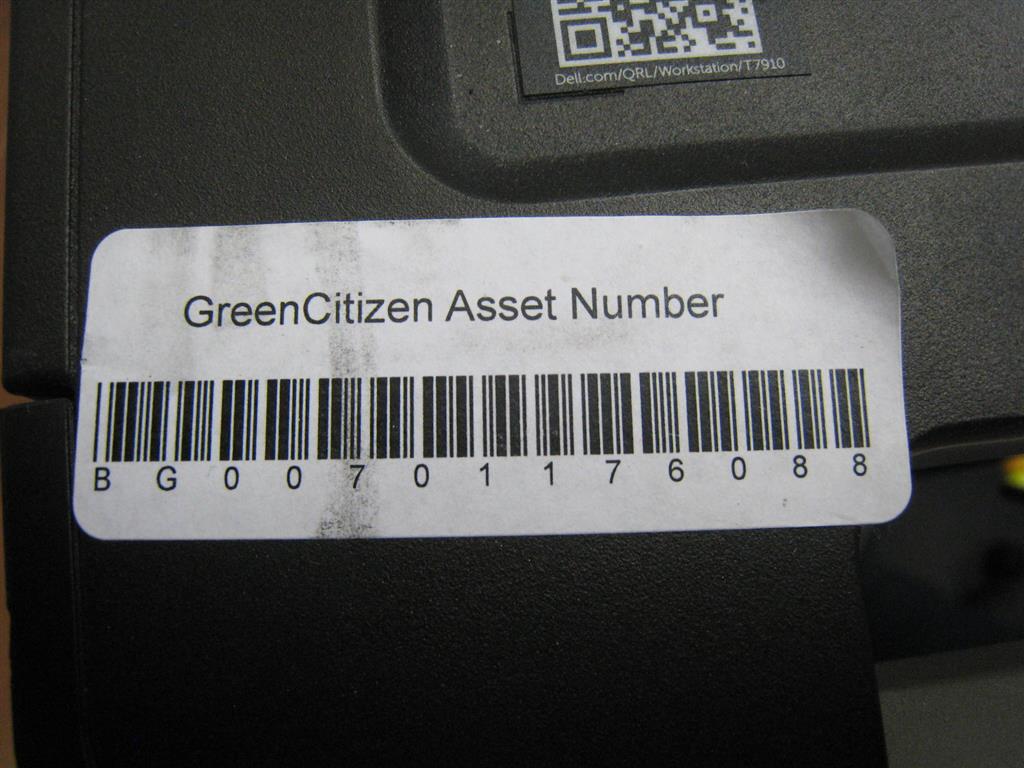 Dell.com/QRL/Workstation/T7910
GreenCitizen Asset Number
B G 0 0 7 0 1 1 7 6 0 8 8